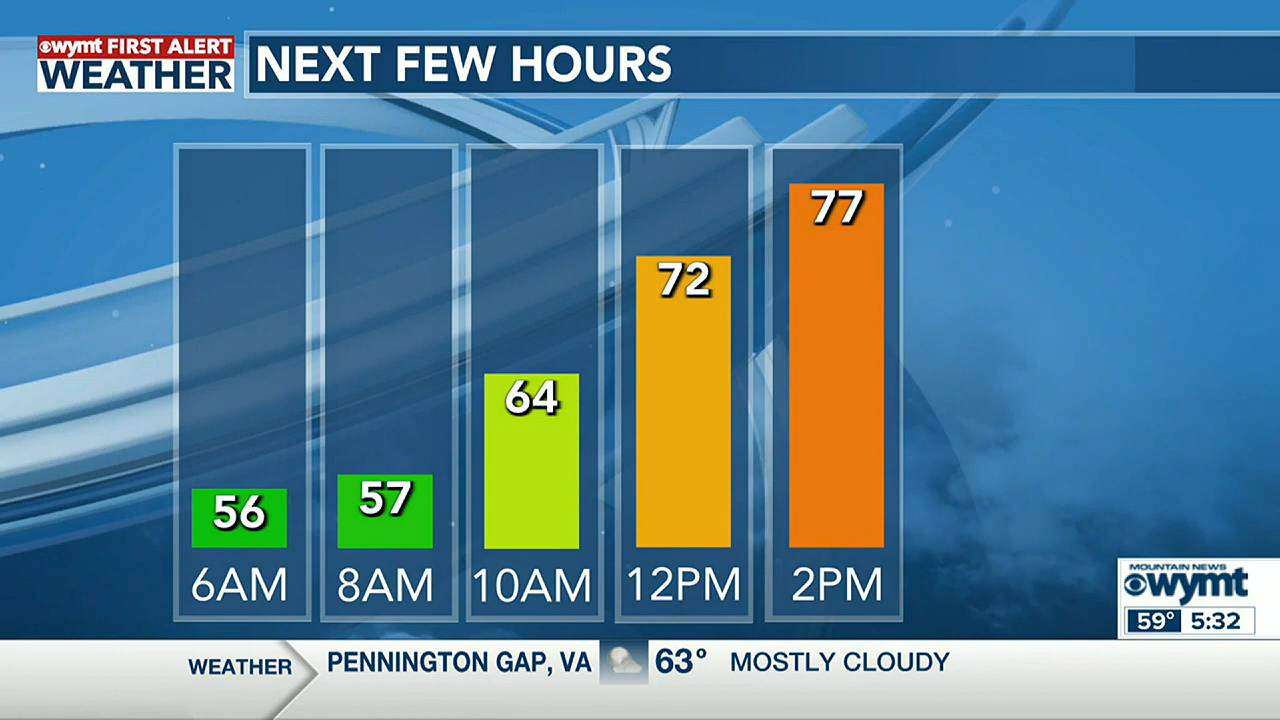 wymt FIRST ALERT
WEATHER
NEXT FEW HOURS
56
57
64
72
77
6AM
8AM
10AM
12PM
2PM
MOUNTAIN NEWS
wymt
59° 5:32
WEATHER
PENNINGTON GAP, VA 63° MOSTLY CLOUDY